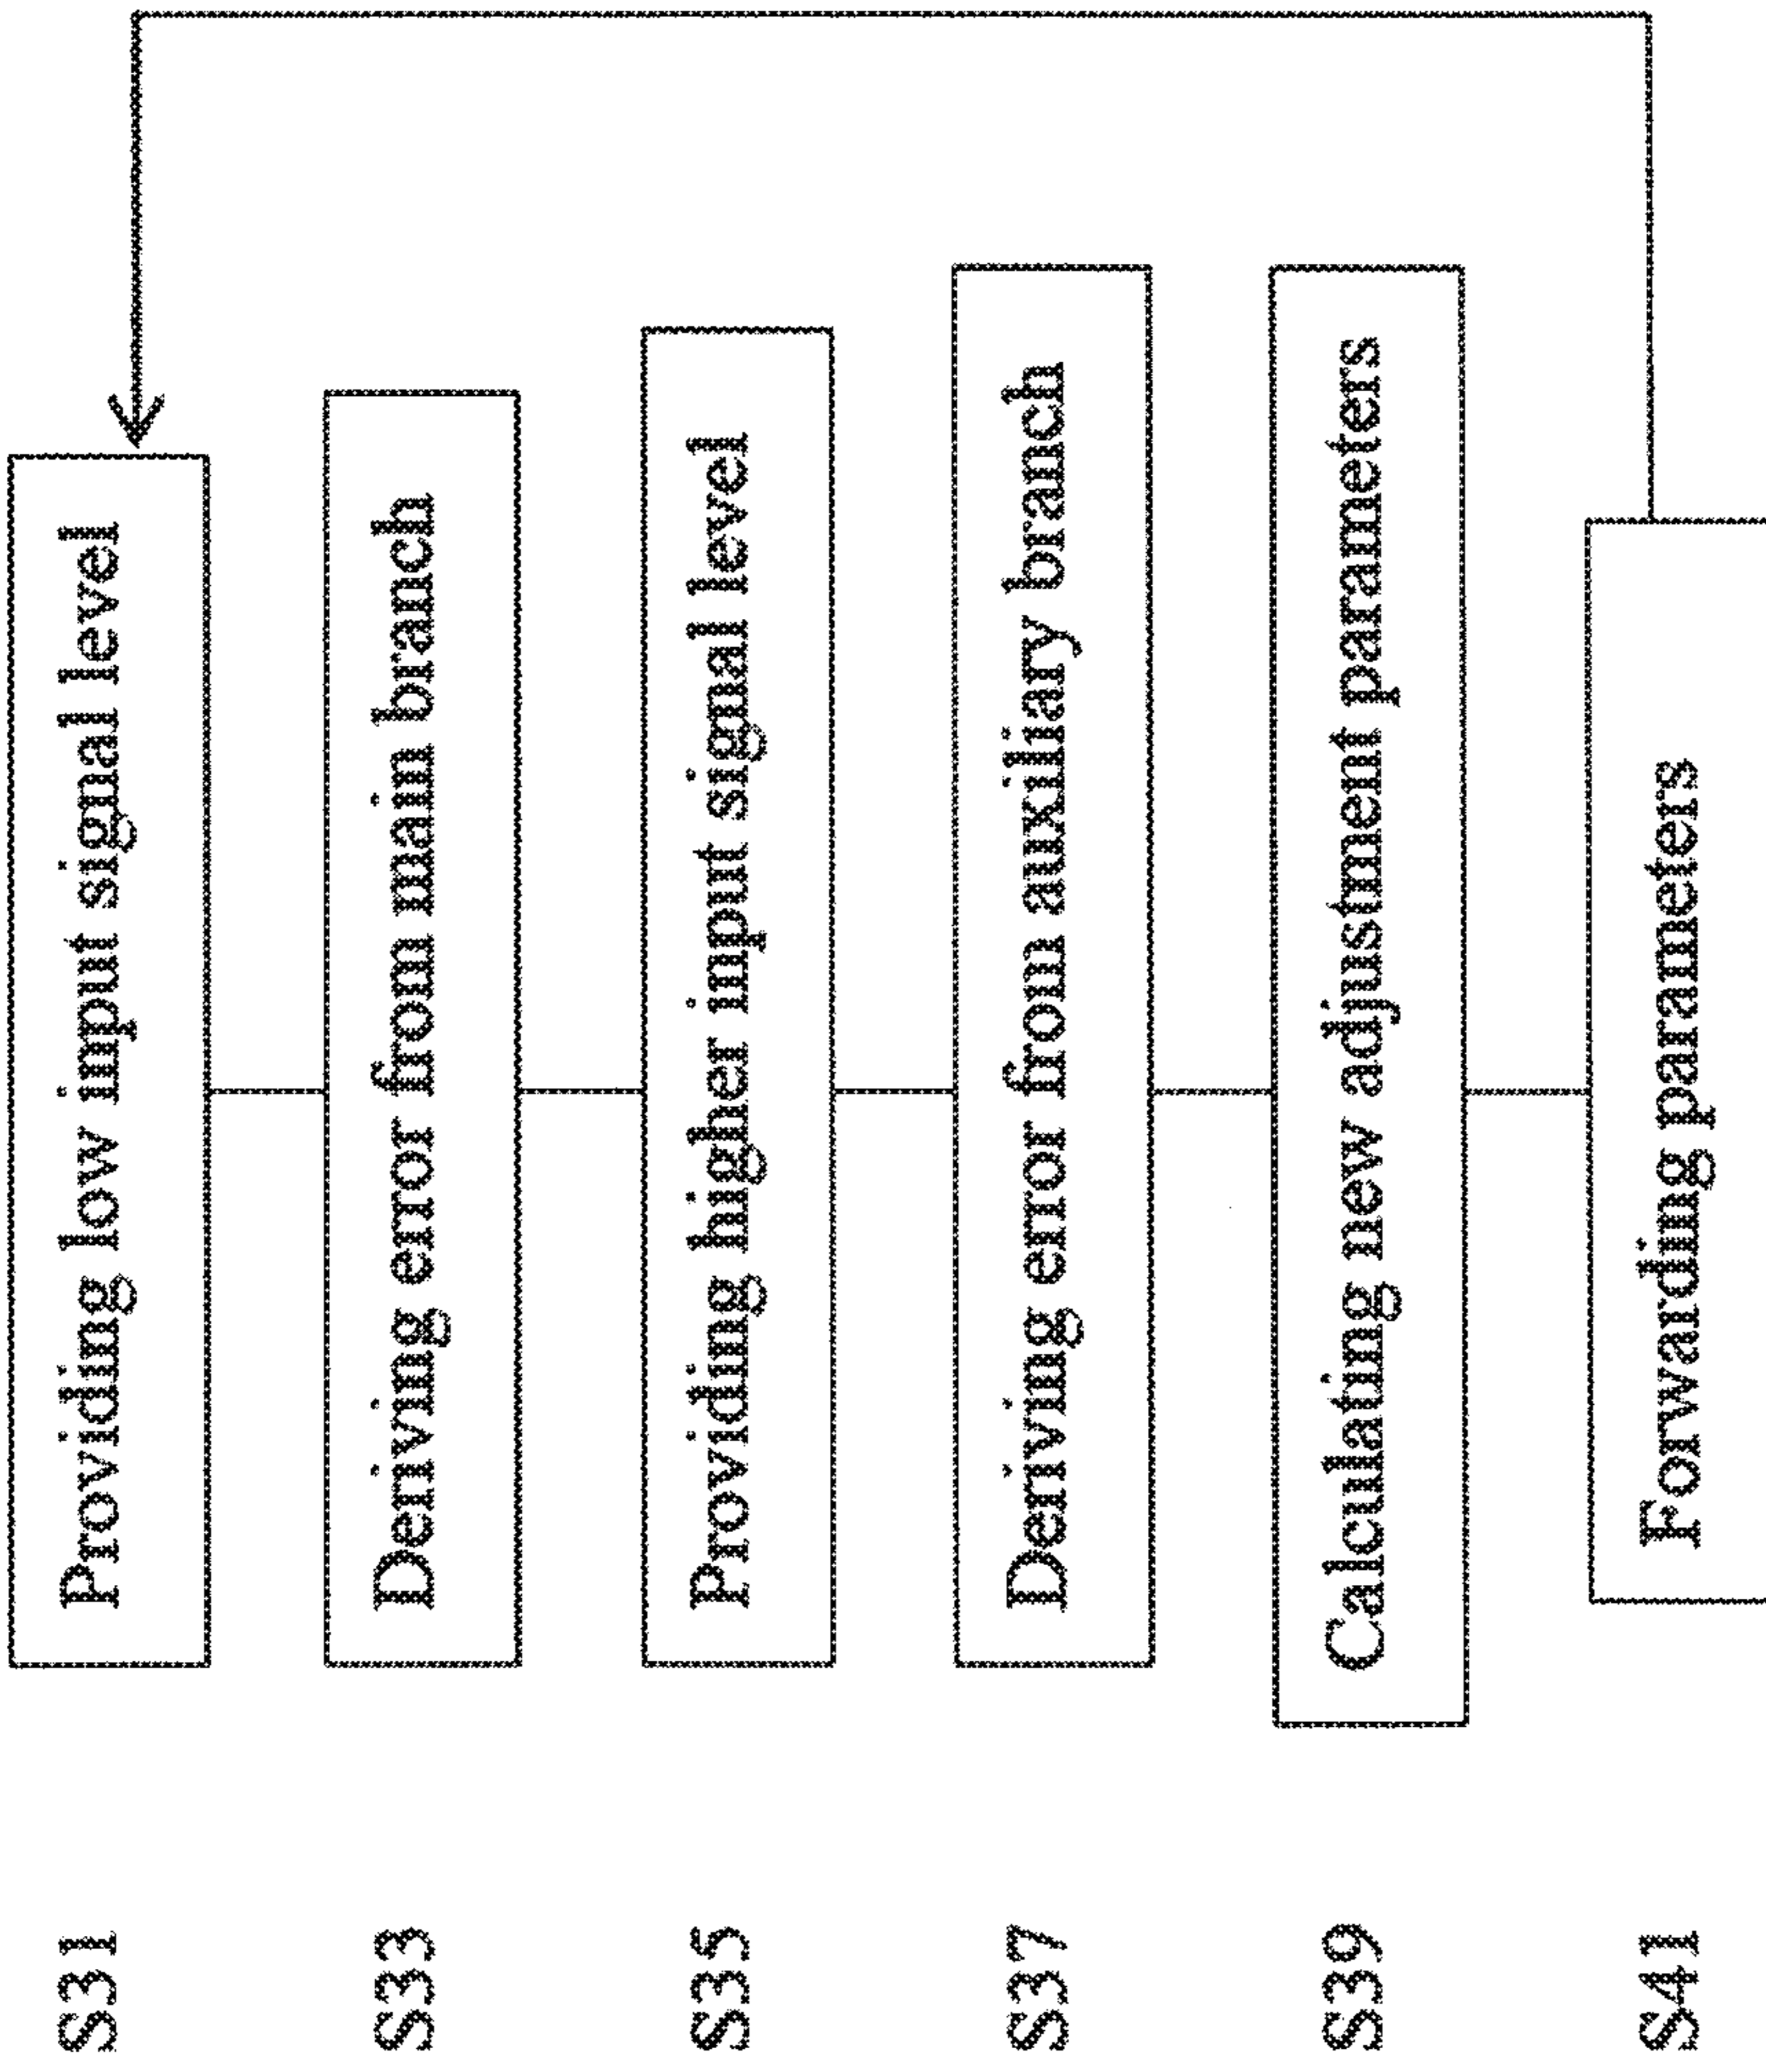 S31 Providing low input signal level
S33 Deriving error from main branch
S35 Providing higher input signal level
S37 Deriving error from auxiliary branch
S39 Calculating new adjustment parameters
S41 Forwarding parameters